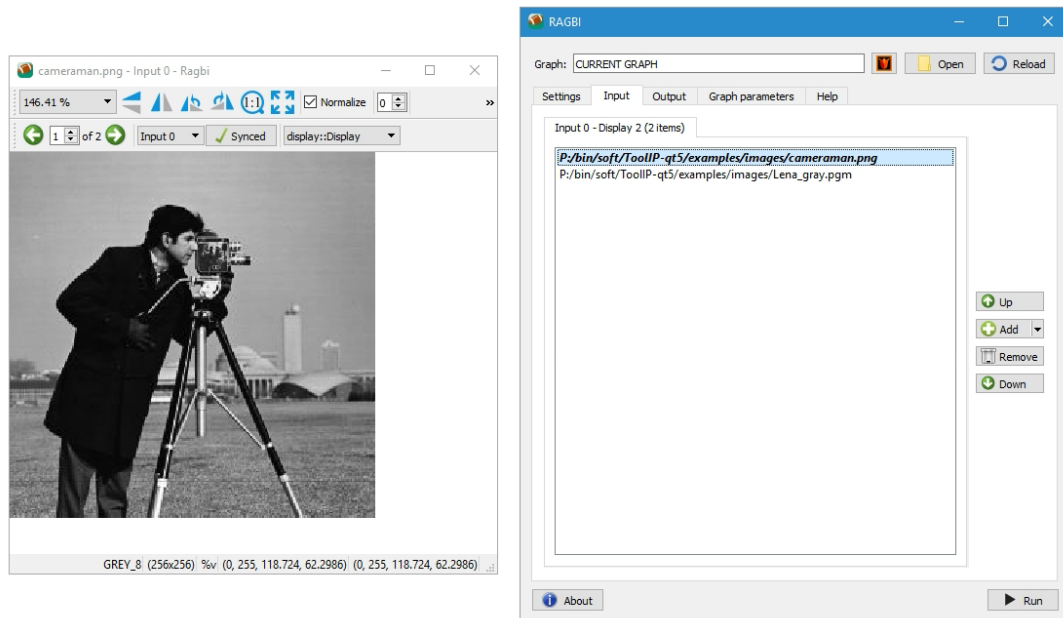 cameraman.png - Input 0 - Ragbi
146.41 %
1:1
Normalize
0
»
1 of 2
Input 0
Synced
display::Display
GREY_8 (256x256) %v (0, 255, 118.724, 62.2986) (0, 255, 118.724, 62.2986)
RAGBI
Graph: CURRENT GRAPH
Open
Reload
Settings Input Output Graph parameters Help
Input 0 - Display 2 (2 items)
P:/bin/soft/ToolIP-qt5/examples/images/cameraman.png
P:/bin/soft/ToolIP-qt5/examples/images/Lena_gray.pgm
Up
Add
Remove
Down
About
Run